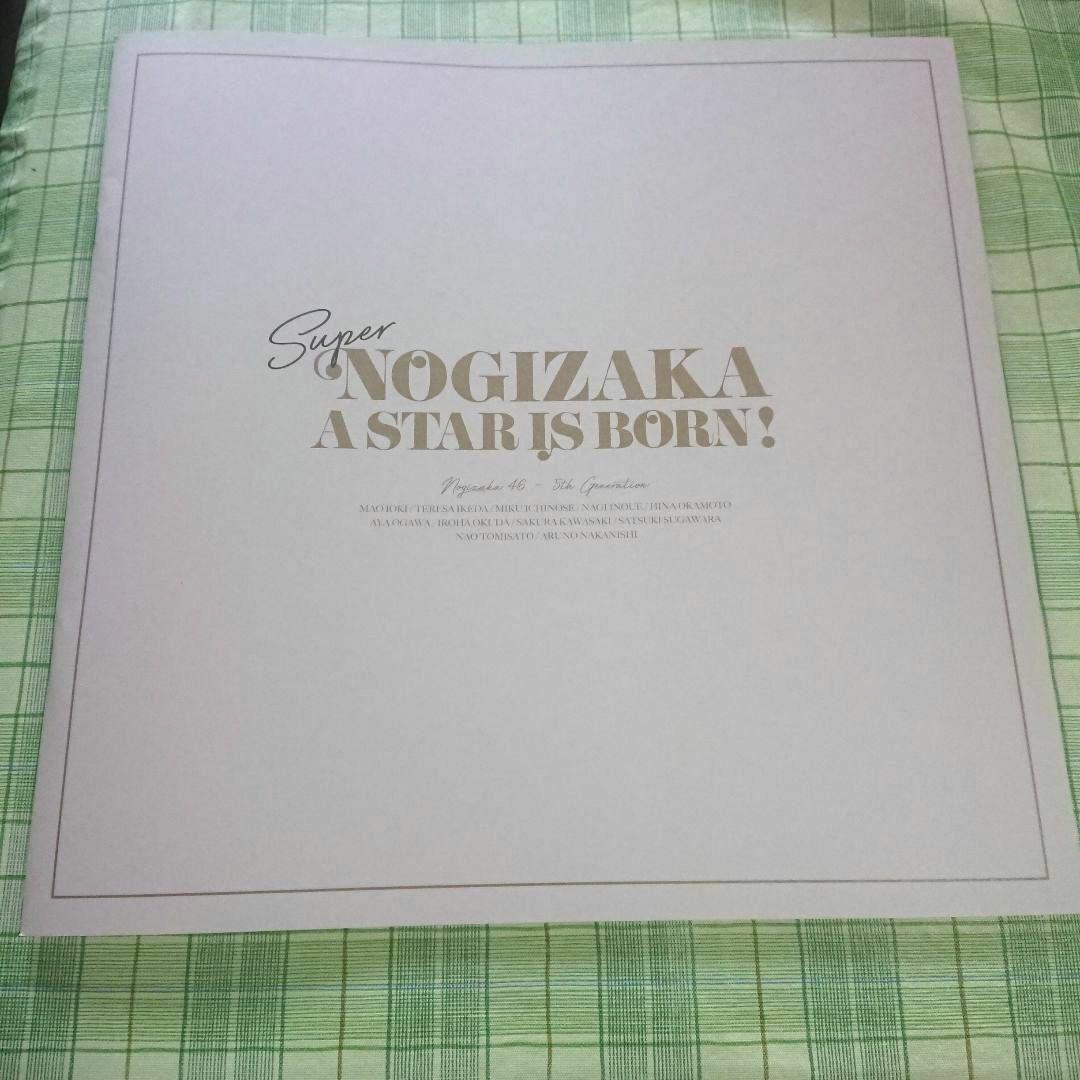 Super
NOGIZAKA
A STAR IS BORN!
Nogizaka 46 - 5th Generation
MAO IOKI / TERESA IKEDA / MIKU ICHINOSE / NAGI INOUE / HINA OKAMOTO
AYA OGAWA / IROHA OKUDA / SAKURA KAWASAKI / SATSUKI SUGAWARA
NAO TOMISATO / ARUNO NAKANISHI